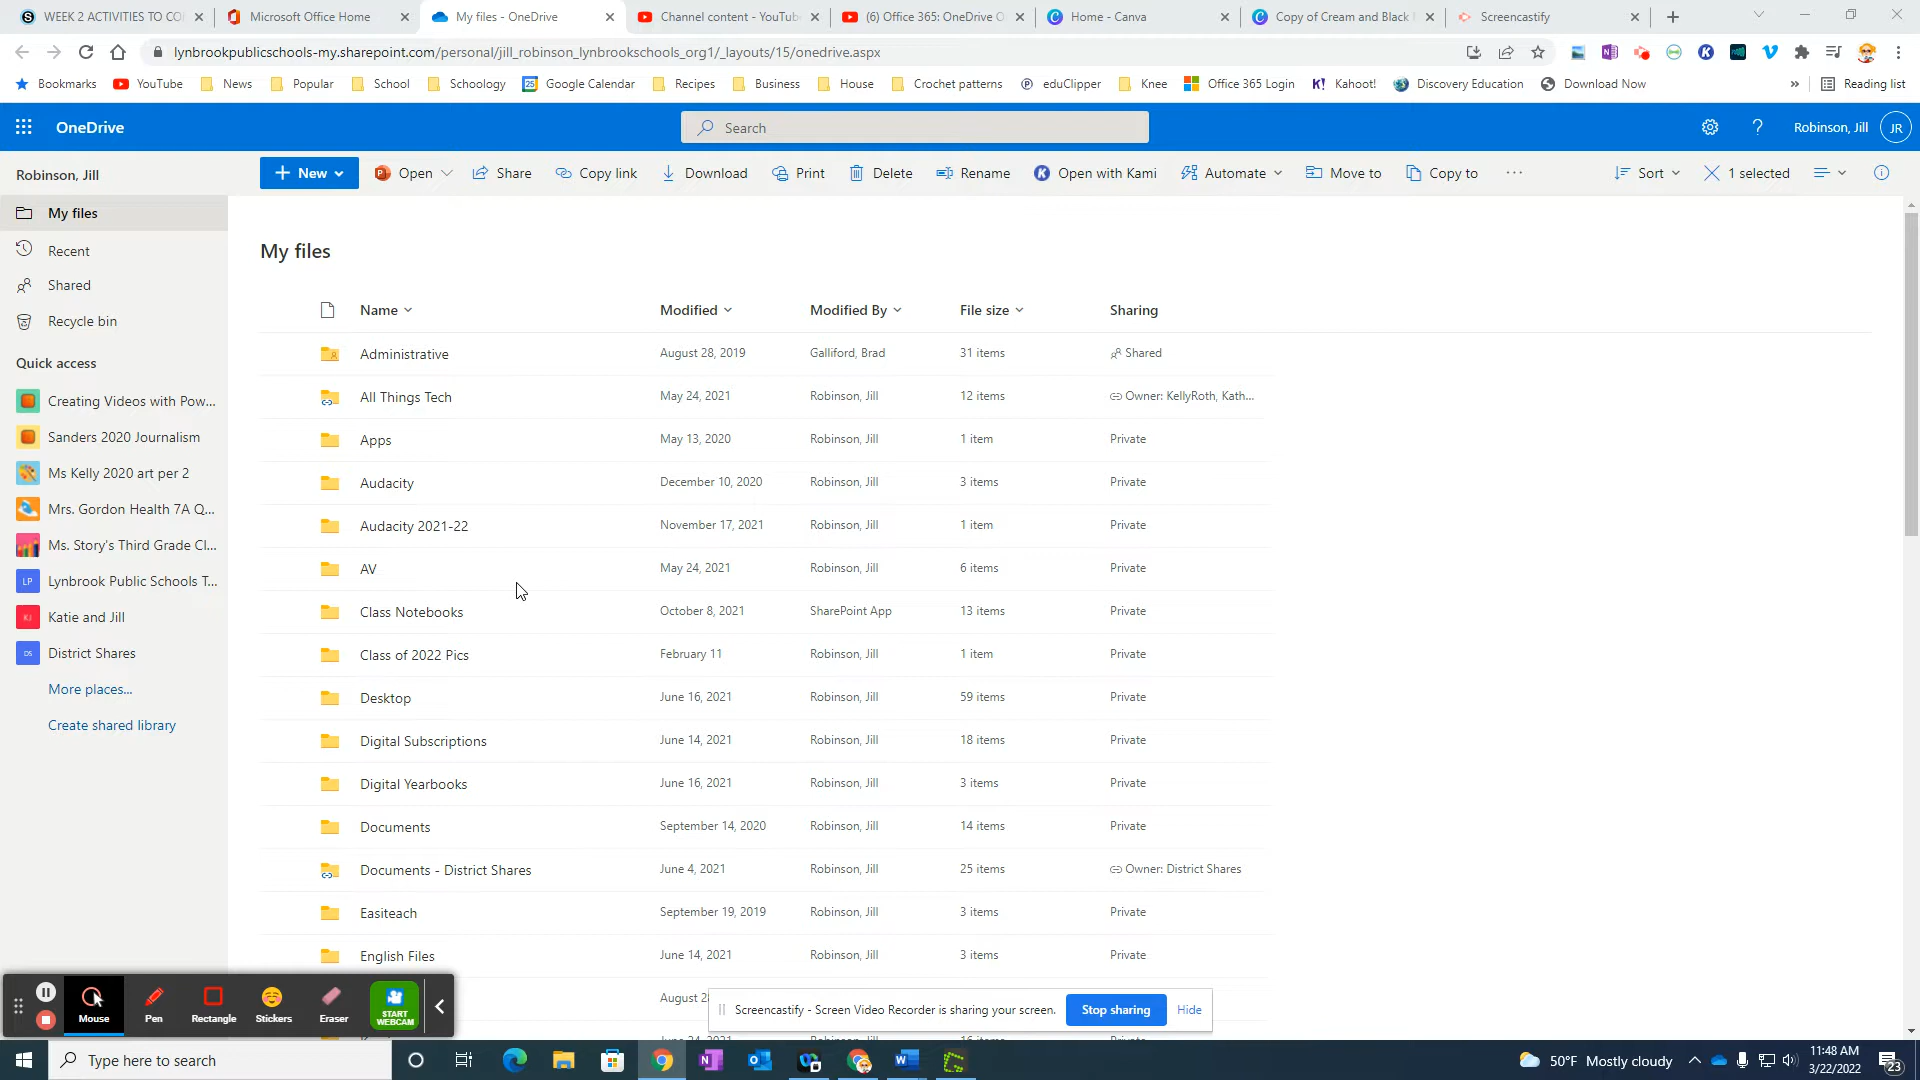 WEEK 2 ACTIVITIES TO CO
Microsoft Office Home
My files - OneDrive
Channel content - YouTub
(6) Office 365: OneDrive O
Home - Canva
Copy of Cream and Black
Screencastify
lynbrookpublicschools-my.sharepoint.com/personal/jill_robinson_lynbrookschools_org1/_layouts/15/onedrive.aspx
Bookmarks YouTube News Popular School Schoology Google Calendar Recipes Business House Crochet patterns eduClipper Knee Office 365 Login Kahoot! Discovery Education Download Now » Reading list
OneDrive Search ? Robinson, Jill JR
Robinson, Jill
+ New Open Share Copy link Download Print Delete Rename Open with Kami Automate Move to Copy to ... Sort 1 selected
My files
Recent
Shared
Recycle bin
Quick access
Creating Videos with Pow...
Sanders 2020 Journalism
Ms Kelly 2020 art per 2
Mrs. Gordon Health 7A Q...
Ms. Story's Third Grade Cl...
LP Lynbrook Public Schools T...
KJ Katie and Jill
DS District Shares
More places...
Create shared library
My files
Name Modified Modified By File size Sharing
Administrative August 28, 2019 Galliford, Brad 31 items Shared
All Things Tech May 24, 2021 Robinson, Jill 12 items Owner: KellyRoth, Kath...
Apps May 13, 2020 Robinson, Jill 1 item Private
Audacity December 10, 2020 Robinson, Jill 3 items Private
Audacity 2021-22 November 17, 2021 Robinson, Jill 1 item Private
AV May 24, 2021 Robinson, Jill 6 items Private
Class Notebooks October 8, 2021 SharePoint App 13 items Private
Class of 2022 Pics February 11 Robinson, Jill 1 item Private
Desktop June 16, 2021 Robinson, Jill 59 items Private
Digital Subscriptions June 14, 2021 Robinson, Jill 18 items Private
Digital Yearbooks June 16, 2021 Robinson, Jill 3 items Private
Documents September 14, 2020 Robinson, Jill 14 items Private
Documents - District Shares June 4, 2021 Robinson, Jill 25 items Owner: District Shares
Easiteach September 19, 2019 Robinson, Jill 3 items Private
English Files June 14, 2021 Robinson, Jill 3 items Private
August 2
Mouse Pen Rectangle Stickers Eraser START WEBCAM
Screencastify - Screen Video Recorder is sharing your screen. Stop sharing Hide
Type here to search
50°F Mostly cloudy
11:48 AM
3/22/2022
23